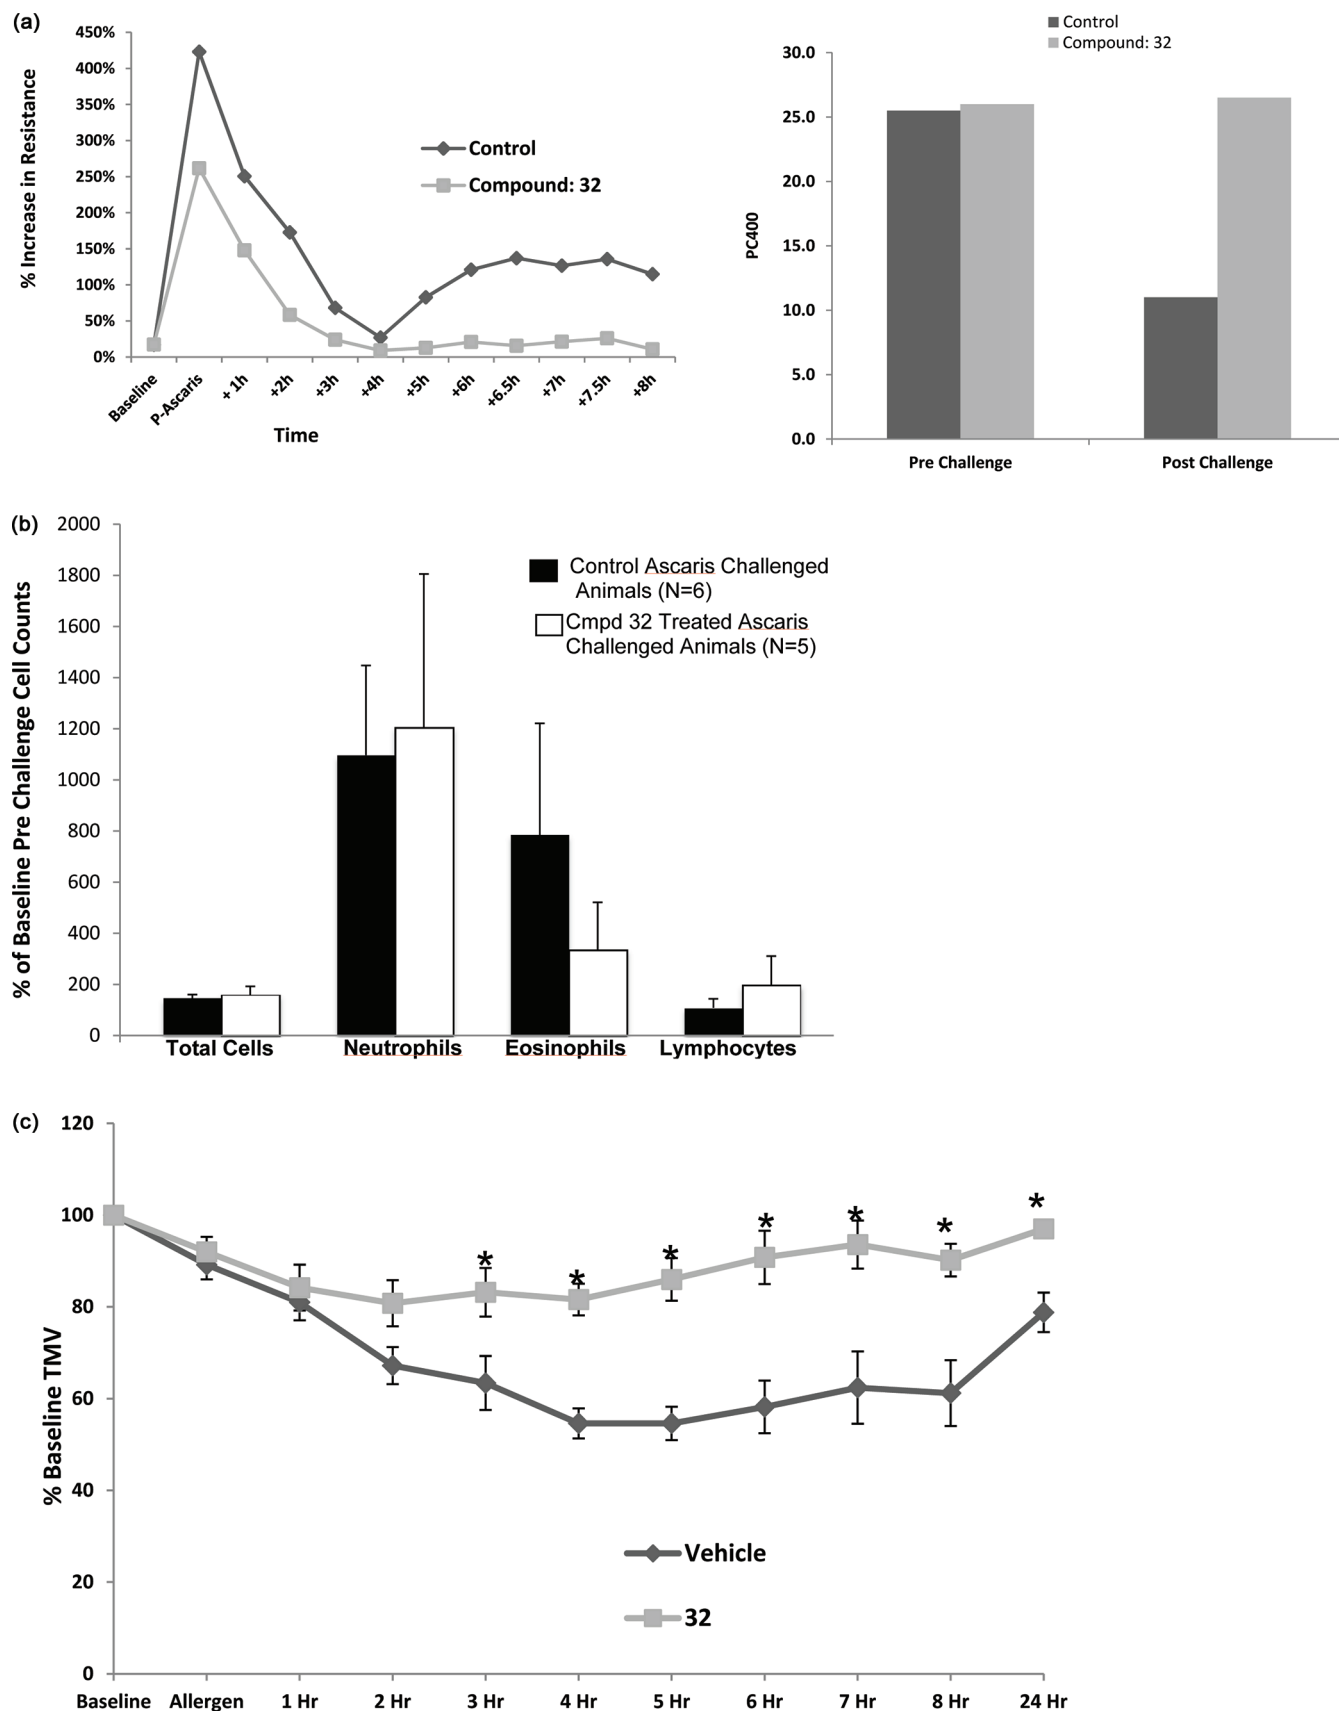 (a)
% Increase in Resistance
450%
400%
350%
300%
250%
200%
150%
100%
50%
0%
Control
Compound: 32
Baseline
P-Ascaris
+ 1h
+2h
+3h
+4h
+5h
+6h
+6.5h
+7h
+7.5h
+8h
Time
Control
Compound: 32
PC400
30.0
25.0
20.0
15.0
10.0
5.0
0.0
Pre Challenge
Post Challenge
(b)
% of Baseline Pre Challenge Cell Counts
2000
1800
1600
1400
1200
1000
800
600
400
200
0
Control Ascaris Challenged
Animals (N=6)
Cmpd 32 Treated Ascaris
Challenged Animals (N=5)
Total Cells
Neutrophils
Eosinophils
Lymphocytes
(c)
% Baseline TMV
120
100
80
60
40
20
0
*
*
*
*
*
*
*
Vehicle
32
Baseline
Allergen
1 Hr
2 Hr
3 Hr
4 Hr
5 Hr
6 Hr
7 Hr
8 Hr
24 Hr